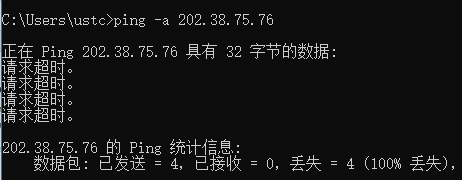 C:\Users\ustc>ping -a 202.38.75.76
正在 Ping 202.38.75.76 具有 32 字节的数据:
请求超时。
请求超时。
请求超时。
请求超时。
202.38.75.76 的 Ping 统计信息:
数据包: 已发送 = 4，已接收 = 0，丢失 = 4 (100% 丢失)，